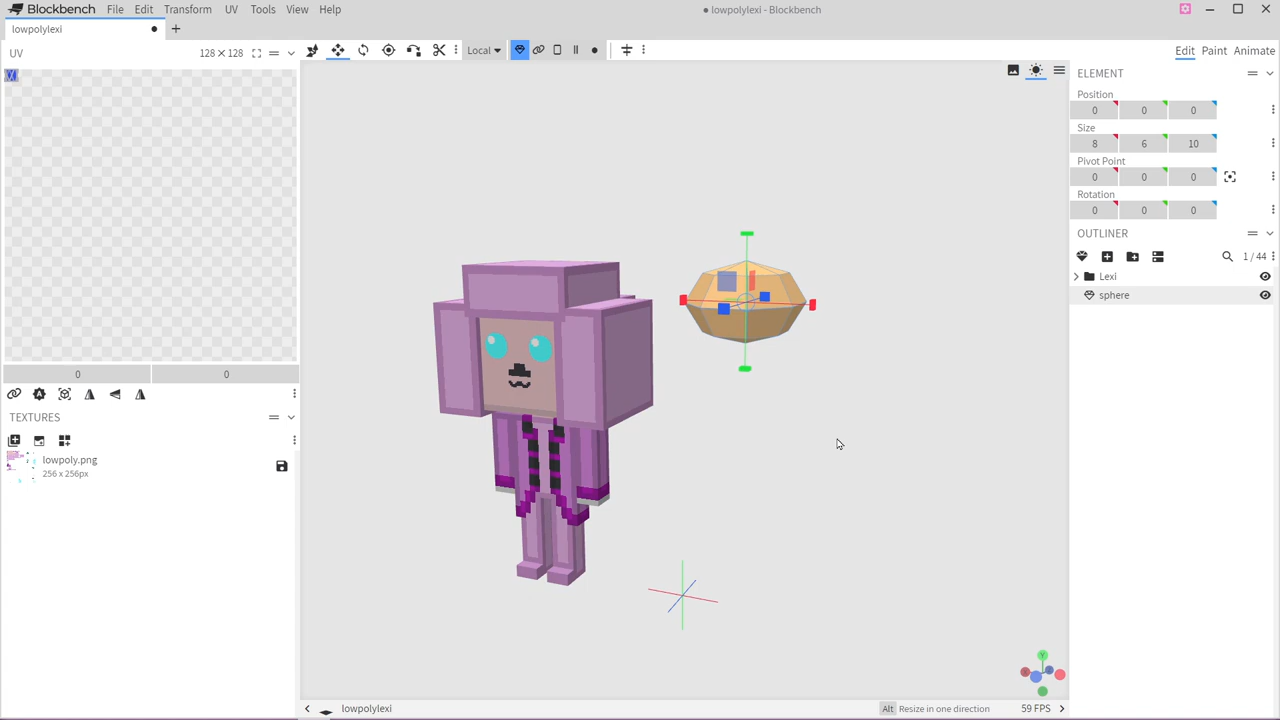 Blockbench File Edit Transform UV Tools View Help
• lowpolylexi - Blockbench
lowpolylexi
UV 128 × 128
Local
Edit Paint Animate
ELEMENT
Position
0 0 0
Size
8 6 10
Pivot Point
0 0 0
Rotation
0 0 0
OUTLINER
1 / 44
Lexi
sphere
0 0
TEXTURES
lowpoly.png
256 x 256px
Y
lowpolylexi
Alt Resize in one direction 59 FPS